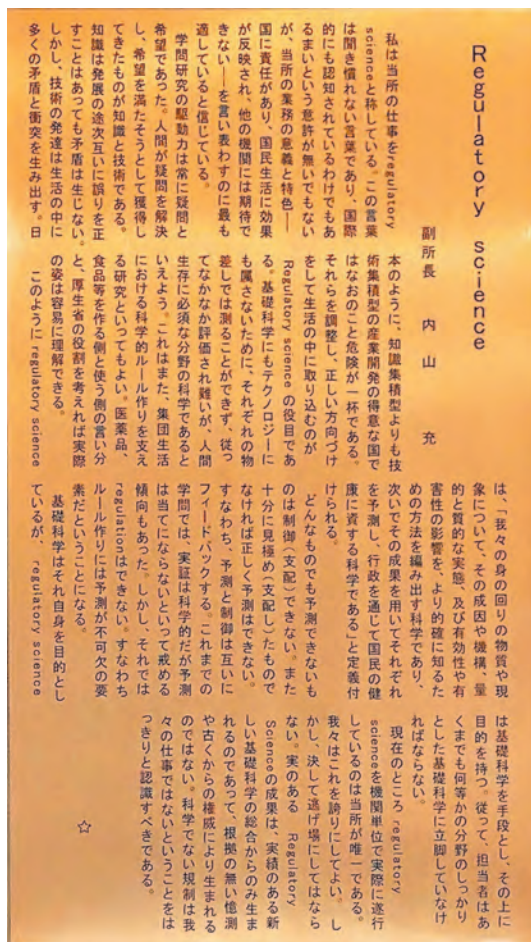 Regulatory science
副所長　内山　充
私は当所の仕事をregulatory
scienceと称している。この言葉
は聞き慣れない言葉であり、国際
的にも認知されているわけでもあ
るまいという意許が無いでもない
が、当所の業務の意義と特色――
国に責任があり、国民生活に効果
が反映され、他の機関には期待で
きない――を言い表わすのに最も
適していると信じている。
学問研究の駆動力は常に疑問と
希望であった。人間が疑問を解決
し、希望を満たそうとして獲得し
てきたものが知識と技術である。
知識は発展の途次互いに誤りを正
すことはあっても矛盾は生じない。
しかし、技術の発達は生活の中に
多くの矛盾と衝突を生み出す。日
本のように、知識集積型よりも技
術集積型の産業開発の得意な国で
はなおのこと危険が一杯である。
それらを調整し、正しい方向づけ
をして生活の中に取り込むのが
Regulatory science の役目であ
る。基礎科学にもテクノロジーに
も属さないために、それぞれの物
差しでは測ることができず、従っ
てなかなか評価され難いが、人間
生存に必須な分野の科学であると
いえよう。これはまた、集団生活
における科学的ルール作りを支え
る研究といってもよい。医薬品、
食品等を作る側と使う側の言い分
と、厚生省の役割を考えれば実際
の姿は容易に理解できる。
このように regulatory science
は、「我々の身の回りの物質や現
象について、その成因や機構、量
的と質的な実態、及び有効性や有
害性の影響を、より的確に知るた
めの方法を編み出す科学であり、
次いでその成果を用いてそれぞれ
を予測し、行政を通じて国民の健
康に資する科学である」と定義付
けられる。
どんなものでも予測できないも
のは制御（支配）できない。また
十分に見極め（支配し）たもので
なければ正しく予測はできない。
すなわち、予測と制御は互いに
フィードバックする。これまでの
学問では、実証は科学的だが予測
は当てにならないといって戒める
傾向もあった。しかし、それでは
regulationはできない。すなわち
ルール作りには予測が不可欠の要
素だということになる。
基礎科学はそれ自身を目的とし
ているが、　regulatory science
は基礎科学を手段とし、その上に
目的を持つ。従って、担当者はあ
くまでも何等かの分野のしっかり
とした基礎科学に立脚していなけ
ればならない。
現在のところ regulatory
scienceを機関単位で実際に遂行
しているのは当所が唯一である。
我々はこれを誇りにしてよい。し
かし、決して逃げ場にしてはなら
ない。実のある　Regulatory
Scienceの成果は、実績のある新
しい基礎科学の総合からのみ生ま
れるのであって、根拠の無い憶測
や古くからの権威により生まれる
のではない。科学でない規制は我
々の仕事ではないということをは
っきりと認識すべきである。
☆